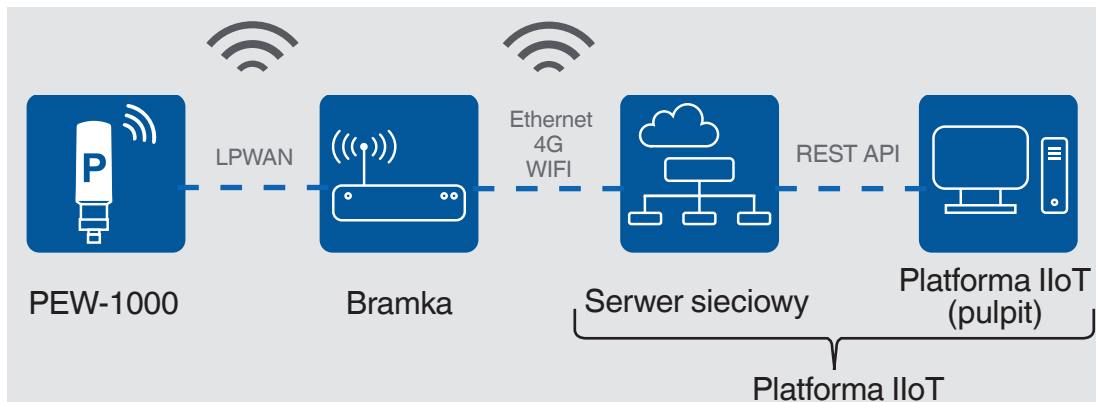 P
LPWAN
Ethernet
4G
WIFI
REST API
PEW-1000
Bramka
Serwer sieciowy
Platforma IIoT
(pulpit)
Platforma IIoT